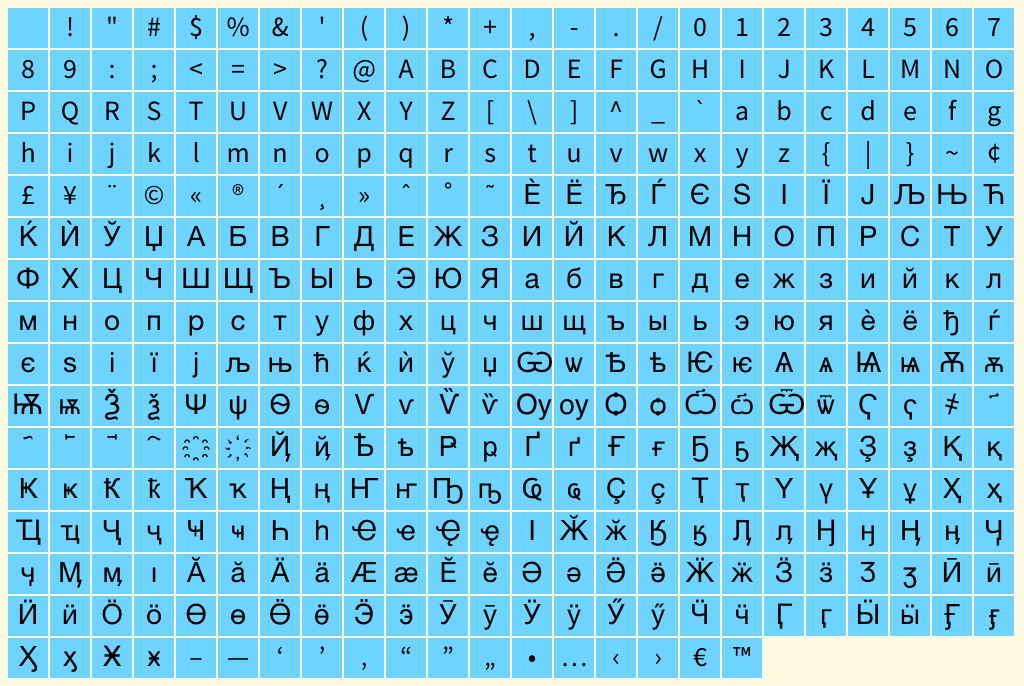 ! " # $ % & ' ( ) * + , - . / 0 1 2 3 4 5 6 7
8 9 : ; < = > ? @ A B C D E F G H I J K L M N O
P Q R S T U V W X Y Z [ \ ] ^ _ ` a b c d e f g
h i j k l m n o p q r s t u v w x y z { | } ~ ¢
£ ¥ ¨ © « ® ´ ¸ » ˆ ˚ ˜ Ѐ Ё Ђ Ѓ Є Ѕ І Ї Ј Љ Њ Ћ
Ќ Ѝ Ў Џ А Б В Г Д Е Ж З И Й К Л М Н О П Р С Т У
Ф Х Ц Ч Ш Щ Ъ Ы Ь Э Ю Я а б в г д е ж з и й к л
м н о п р с т у ф х ц ч ш щ ъ ы ь э ю я ѐ ё ђ ѓ
є ѕ і ї ј љ њ ћ ќ ѝ ў џ Ѡ ѡ Ѣ ѣ Ѥ ѥ Ѧ ѧ Ѩ ѩ Ѫ ѫ
Ѭ ѭ Ѯ ѯ Ѱ ѱ Ѳ ѳ Ѵ ѵ Ѷ ѷ Ѹ ѹ Ѻ ѻ Ѽ ѽ Ѿ ѿ Ҁ ҁ ҂ ҃
҄ ҅ ҆ ҇ ҈ ҉ Ҋ ҋ Ҍ ҍ Ҏ ҏ Ґ ґ Ғ ғ Ҕ ҕ Җ җ Ҙ ҙ Қ қ
Ҝ ҝ Ҟ ҟ Ҡ ҡ Ң ң Ҥ ҥ Ҧ ҧ Ҩ ҩ Ҫ ҫ Ҭ ҭ Ү ү Ұ ұ Ҳ ҳ
Ҵ ҵ Ҷ ҷ Ҹ ҹ Һ һ Ҽ ҽ Ҿ ҿ Ӏ Ӂ ӂ Ӄ ӄ Ӆ ӆ Ӈ ӈ Ӊ ӊ Ӌ
ӌ Ӎ ӎ ӏ Ӑ ӑ Ӓ ӓ Ӕ ӕ Ӗ ӗ Ә ә Ӛ ӛ Ӝ ӝ Ӟ ӟ Ӡ ӡ Ӣ ӣ
Ӥ ӥ Ӧ ӧ Ө ө Ӫ ӫ Ӭ ӭ Ӯ ӯ Ӱ ӱ Ӳ ӳ Ӵ ӵ Ӷ ӷ Ӹ ӹ Ӻ ӻ
Ӽ ӽ Ӿ ӿ – — ‘ ’ ‚ “ ” „ • … ‹ › € ™